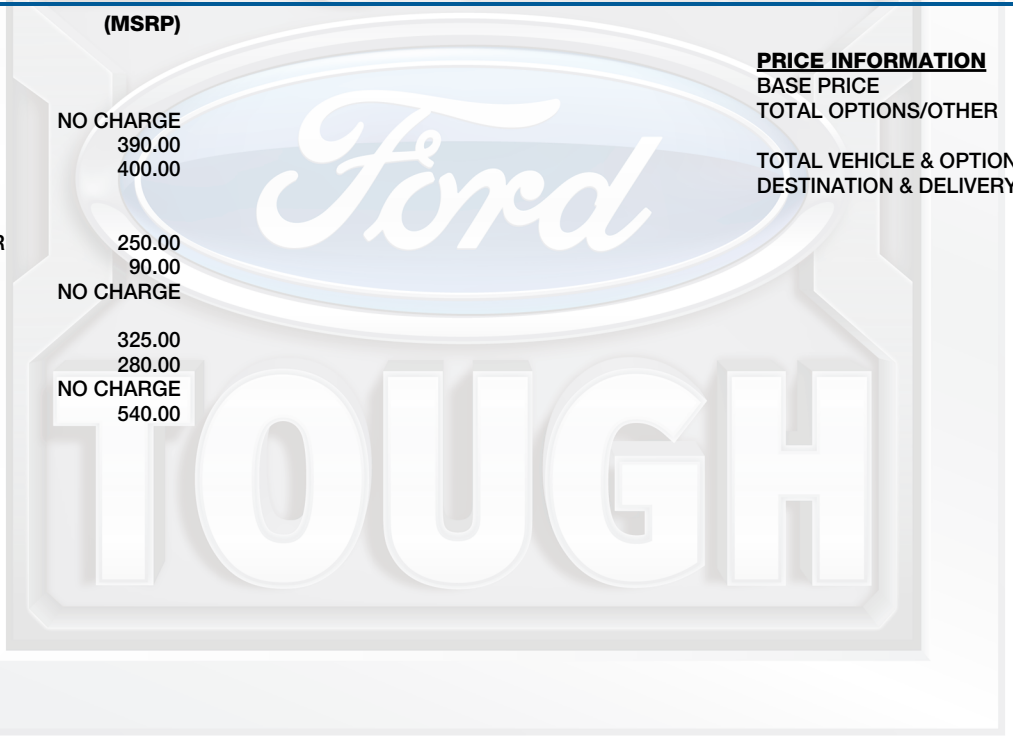 (MSRP)
NO CHARGE
390.00
400.00
R 250.00
90.00
NO CHARGE
325.00
280.00
NO CHARGE
540.00
PRICE INFORMATION
BASE PRICE
TOTAL OPTIONS/OTHER
TOTAL VEHICLE & OPTION
DESTINATION & DELIVERY
Ford
TOUGH